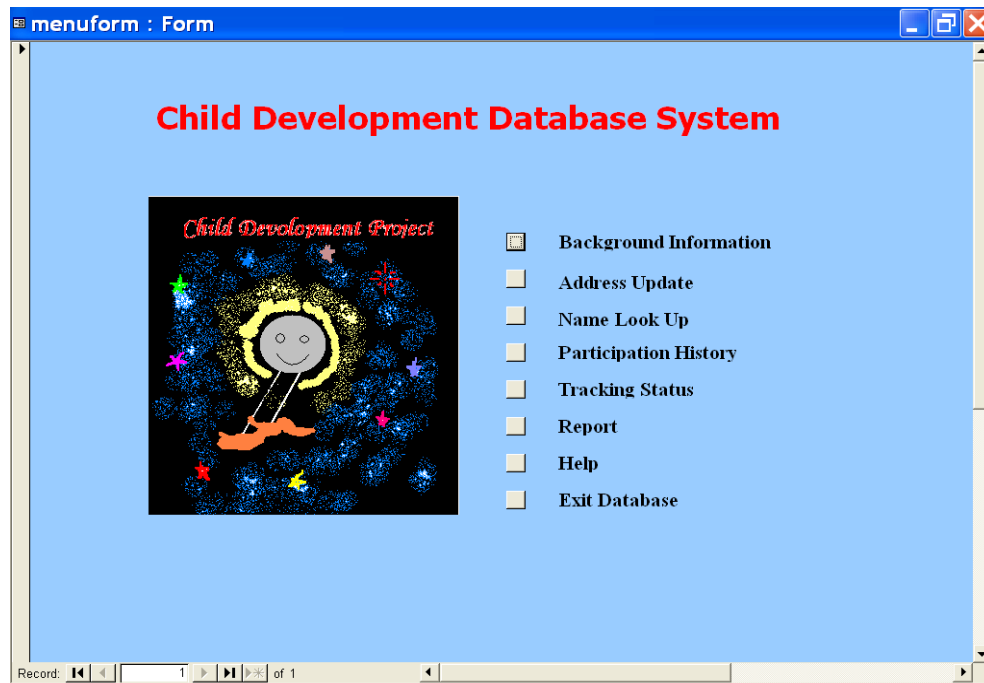 menuform : Form
Child Development Database System
Child Devolopment Project
Background Information
Address Update
Name Look Up
Participation History
Tracking Status
Report
Help
Exit Database
Record: 1 of 1